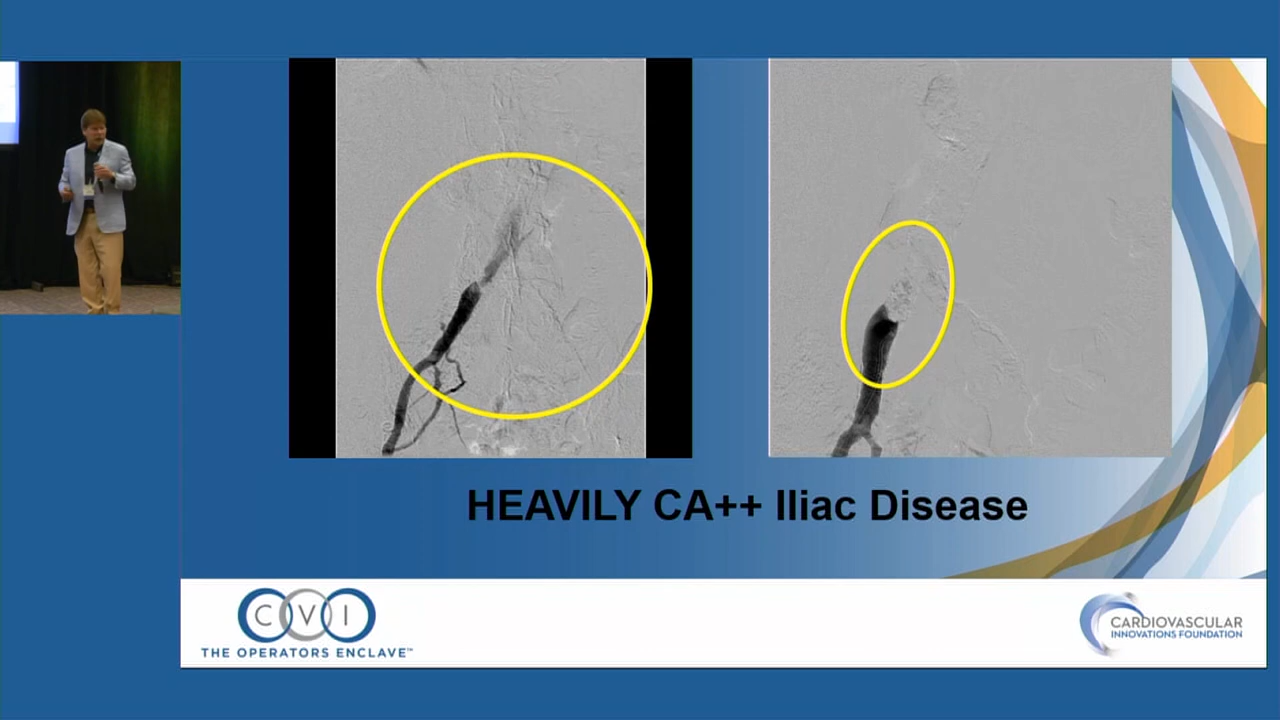 HEAVILY CA++ Iliac Disease
CVI
THE OPERATORS ENCLAVE™
CARDIOVASCULAR
INNOVATIONS FOUNDATION